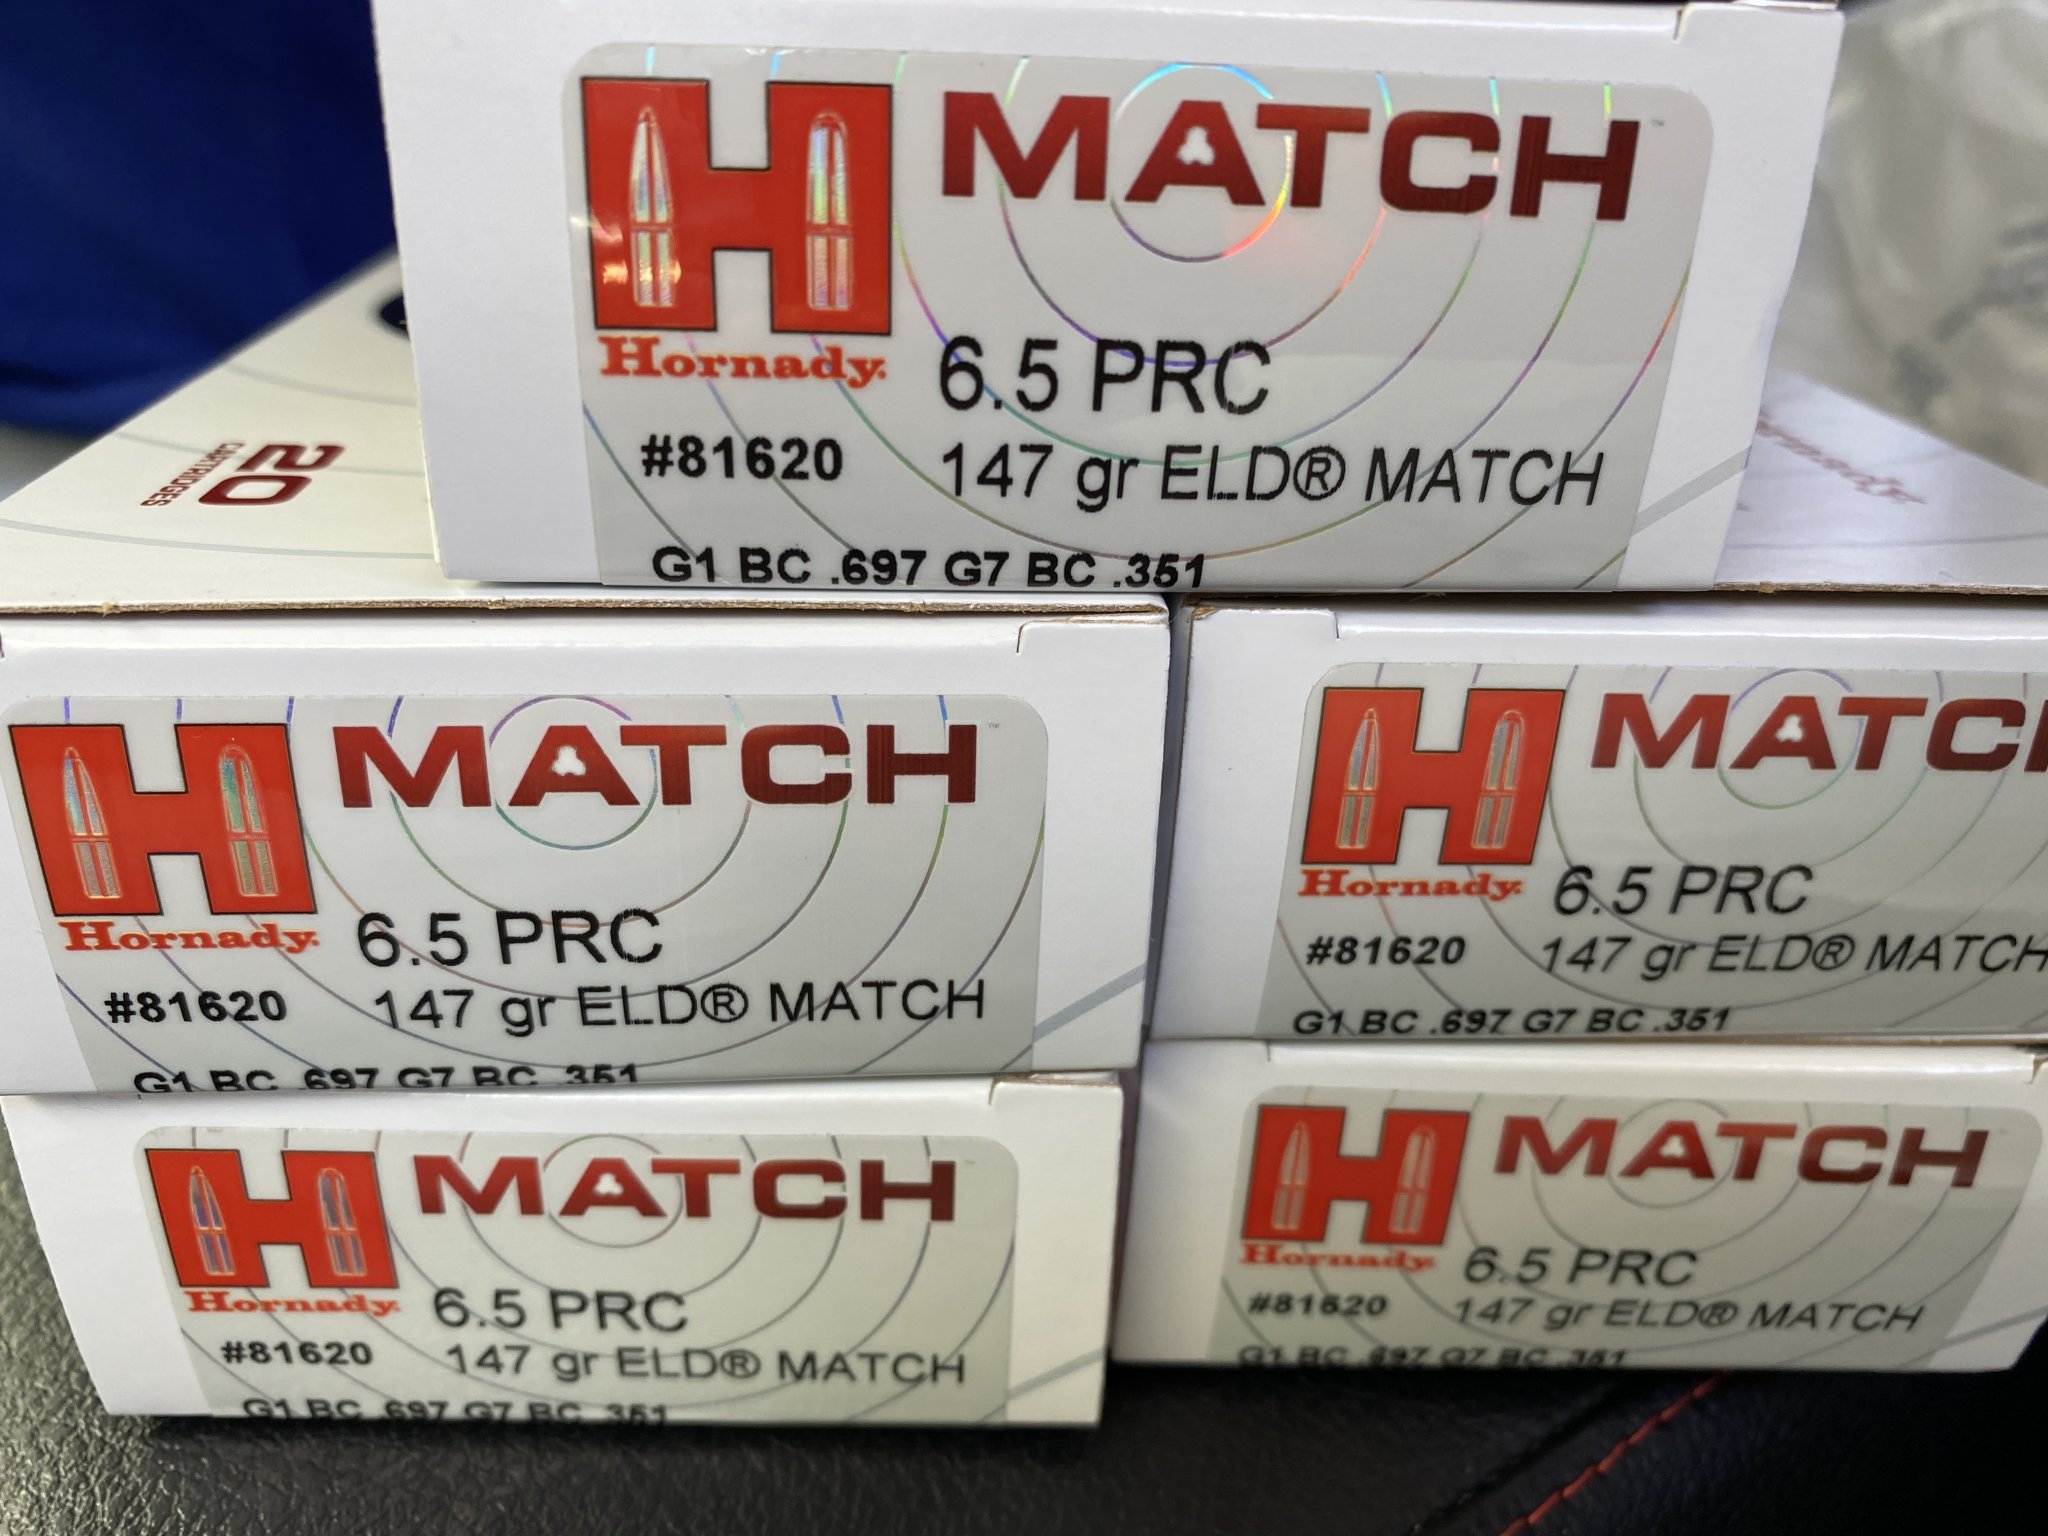 MATCH™
Hornady.
6.5 PRC
#81620
147 gr ELD® MATCH
G1 BC .697 G7 BC .351
20
CARTRIDGES
Hornady
MATCH™
Hornady.
6.5 PRC
#81620
147 gr ELD® MATCH
G1 BC .697 G7 BC .351
MATCH
Hornady.
6.5 PRC
#81620
147 gr ELD® MATCH
G1 BC .697 G7 BC .351
MATCH
Hornady.
6.5 PRC
#81620
147 gr ELD® MATCH
G1 BC .697 G7 BC .351
MATCH
Hornady.
6.5 PRC
#81620
147 gr ELD® MATCH
G1 BC .697 G7 BC .351